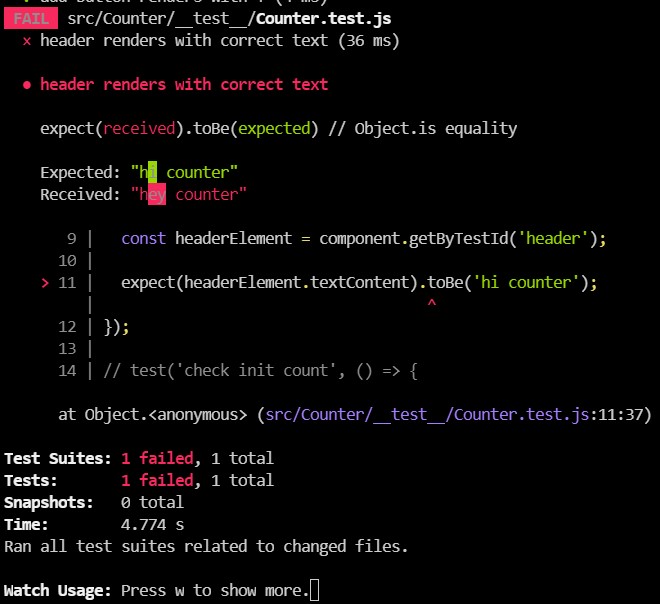 FAIL src/Counter/__test__/Counter.test.js
× header renders with correct text (36 ms)
● header renders with correct text
expect(received).toBe(expected) // Object.is equality
Expected: "hi counter"
Received: "hey counter"
9 |   const headerElement = component.getByTestId('header');
10 |
> 11 |   expect(headerElement.textContent).toBe('hi counter');
|                                     ^
12 | });
13 |
14 | // test('check init count', () => {
at Object.<anonymous> (src/Counter/__test__/Counter.test.js:11:37)
Test Suites: 1 failed, 1 total
Tests:       1 failed, 1 total
Snapshots:   0 total
Time:        4.774 s
Ran all test suites related to changed files.
Watch Usage: Press w to show more.